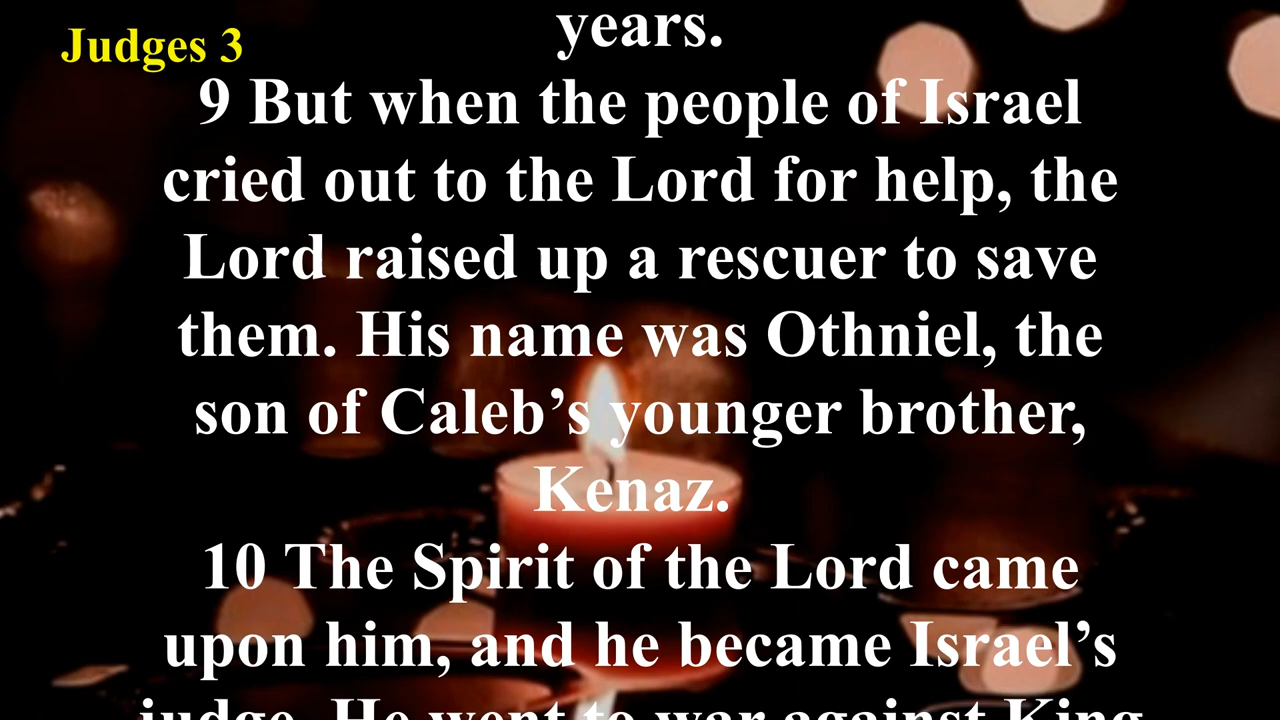 Judges 3
years.
9 But when the people of Israel
cried out to the Lord for help, the
Lord raised up a rescuer to save
them. His name was Othniel, the
son of Caleb’s younger brother,
Kenaz.
10 The Spirit of the Lord came
upon him, and he became Israel’s
judge. He went to war against King